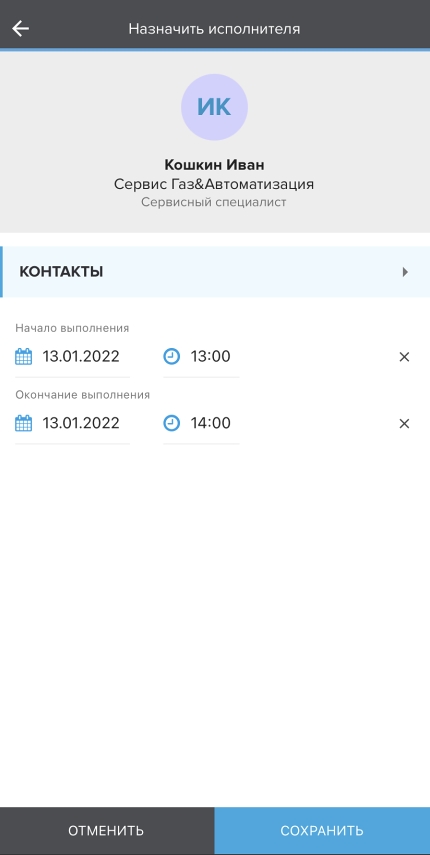 Назначить исполнителя
ИК
Кошкин Иван
Сервис Газ&Автоматизация
Сервисный специалист
КОНТАКТЫ
Начало выполнения
13.01.2022 13:00
Окончание выполнения
13.01.2022 14:00
ОТМЕНИТЬ СОХРАНИТЬ